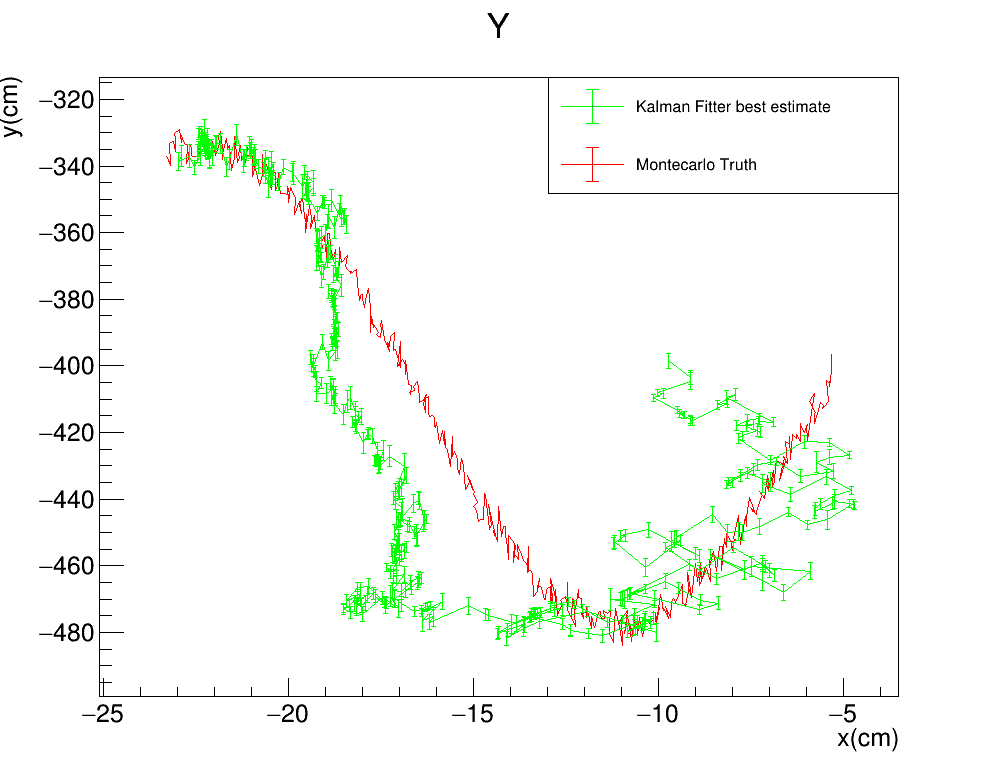 Y
y(cm)
Kalman Fitter best estimate
Montecarlo Truth
−320
−340
−360
−380
−400
−420
−440
−460
−480
−25 −20 −15 −10 −5
x(cm)